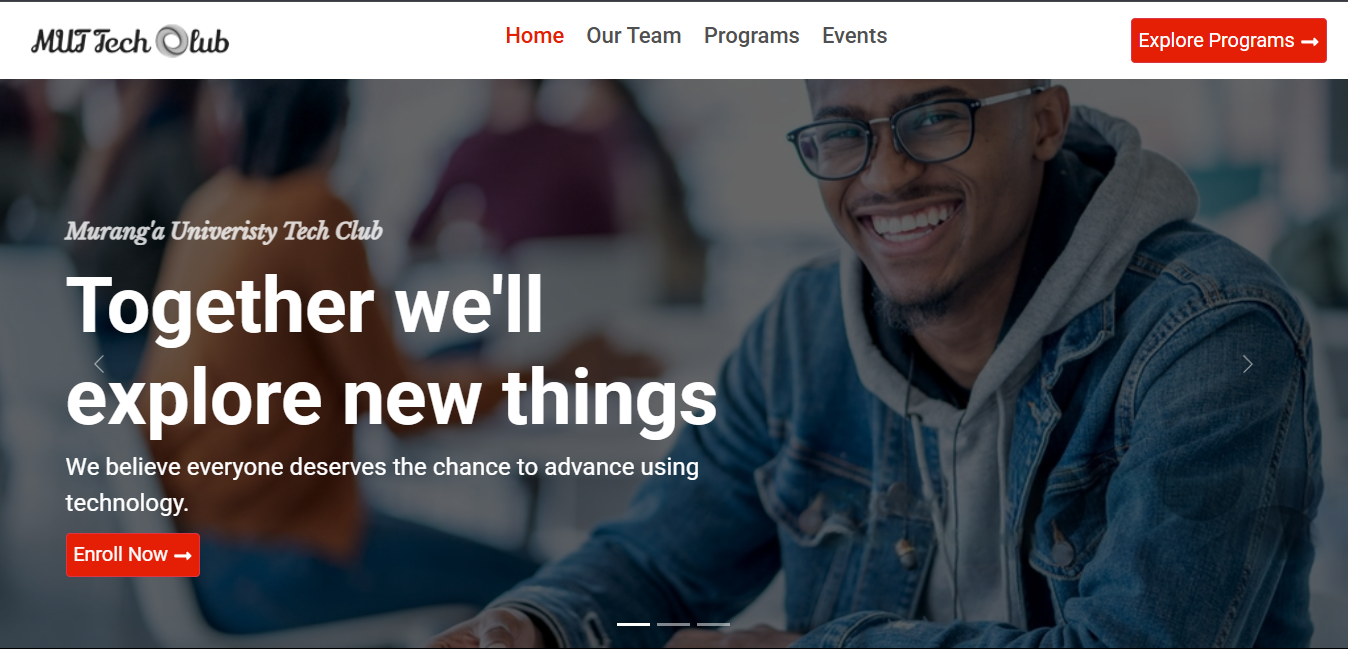 MUT Tech Club
Home Our Team Programs Events
Explore Programs →
Murang'a Univeristy Tech Club
Together we'll
explore new things
We believe everyone deserves the chance to advance using
technology.
Enroll Now →